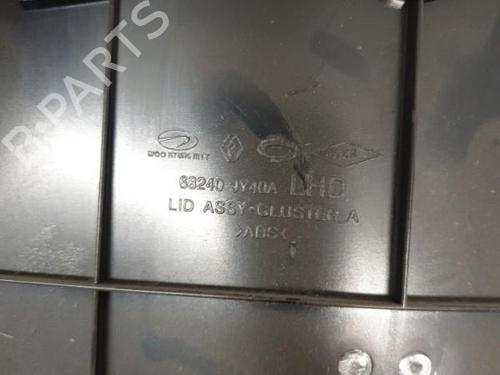 B-PARTS
68240-JY40A LHD
LID ASSY-CLUSTER,A
>ABS<